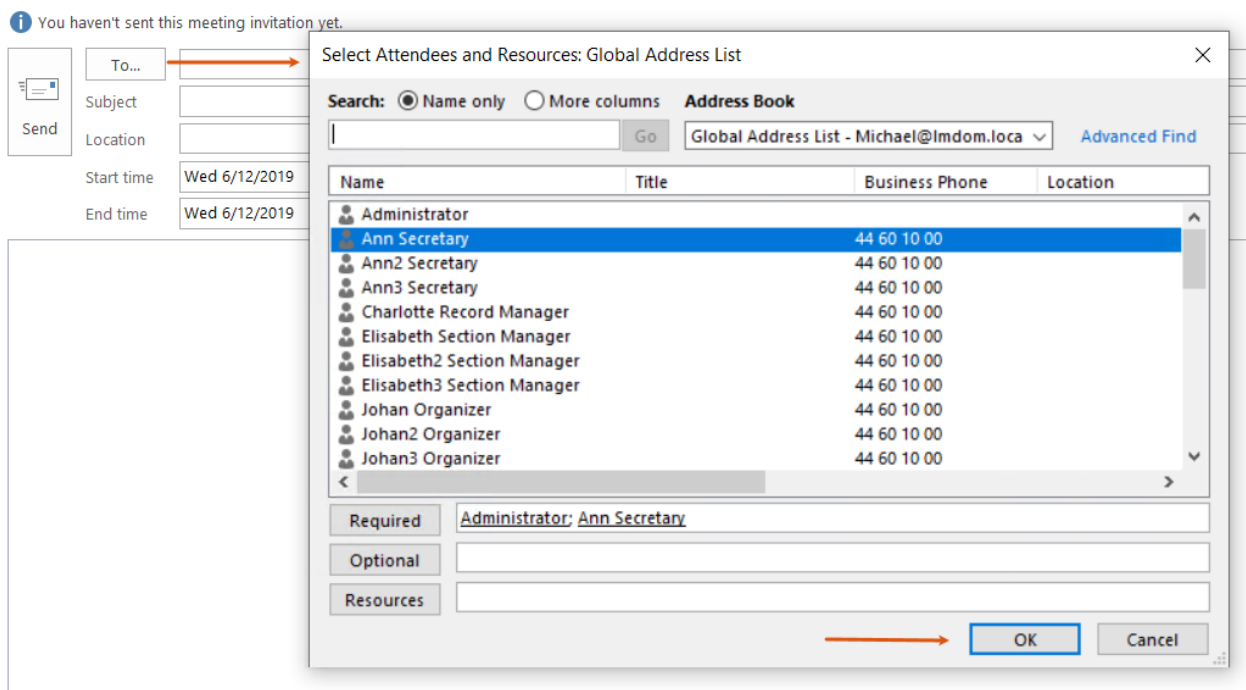 You haven't sent this meeting invitation yet.
Send
To...
Subject
Location
Start time Wed 6/12/2019
End time Wed 6/12/2019
Select Attendees and Resources: Global Address List
Search: Name only More columns Address Book
Go Global Address List - Michael@lmdom.loca Advanced Find
Name Title Business Phone Location
Administrator
Ann Secretary 44 60 10 00
Ann2 Secretary 44 60 10 00
Ann3 Secretary 44 60 10 00
Charlotte Record Manager 44 60 10 00
Elisabeth Section Manager 44 60 10 00
Elisabeth2 Section Manager 44 60 10 00
Elisabeth3 Section Manager 44 60 10 00
Johan Organizer 44 60 10 00
Johan2 Organizer 44 60 10 00
Johan3 Organizer 44 60 10 00
Required Administrator; Ann Secretary
Optional
Resources
OK Cancel